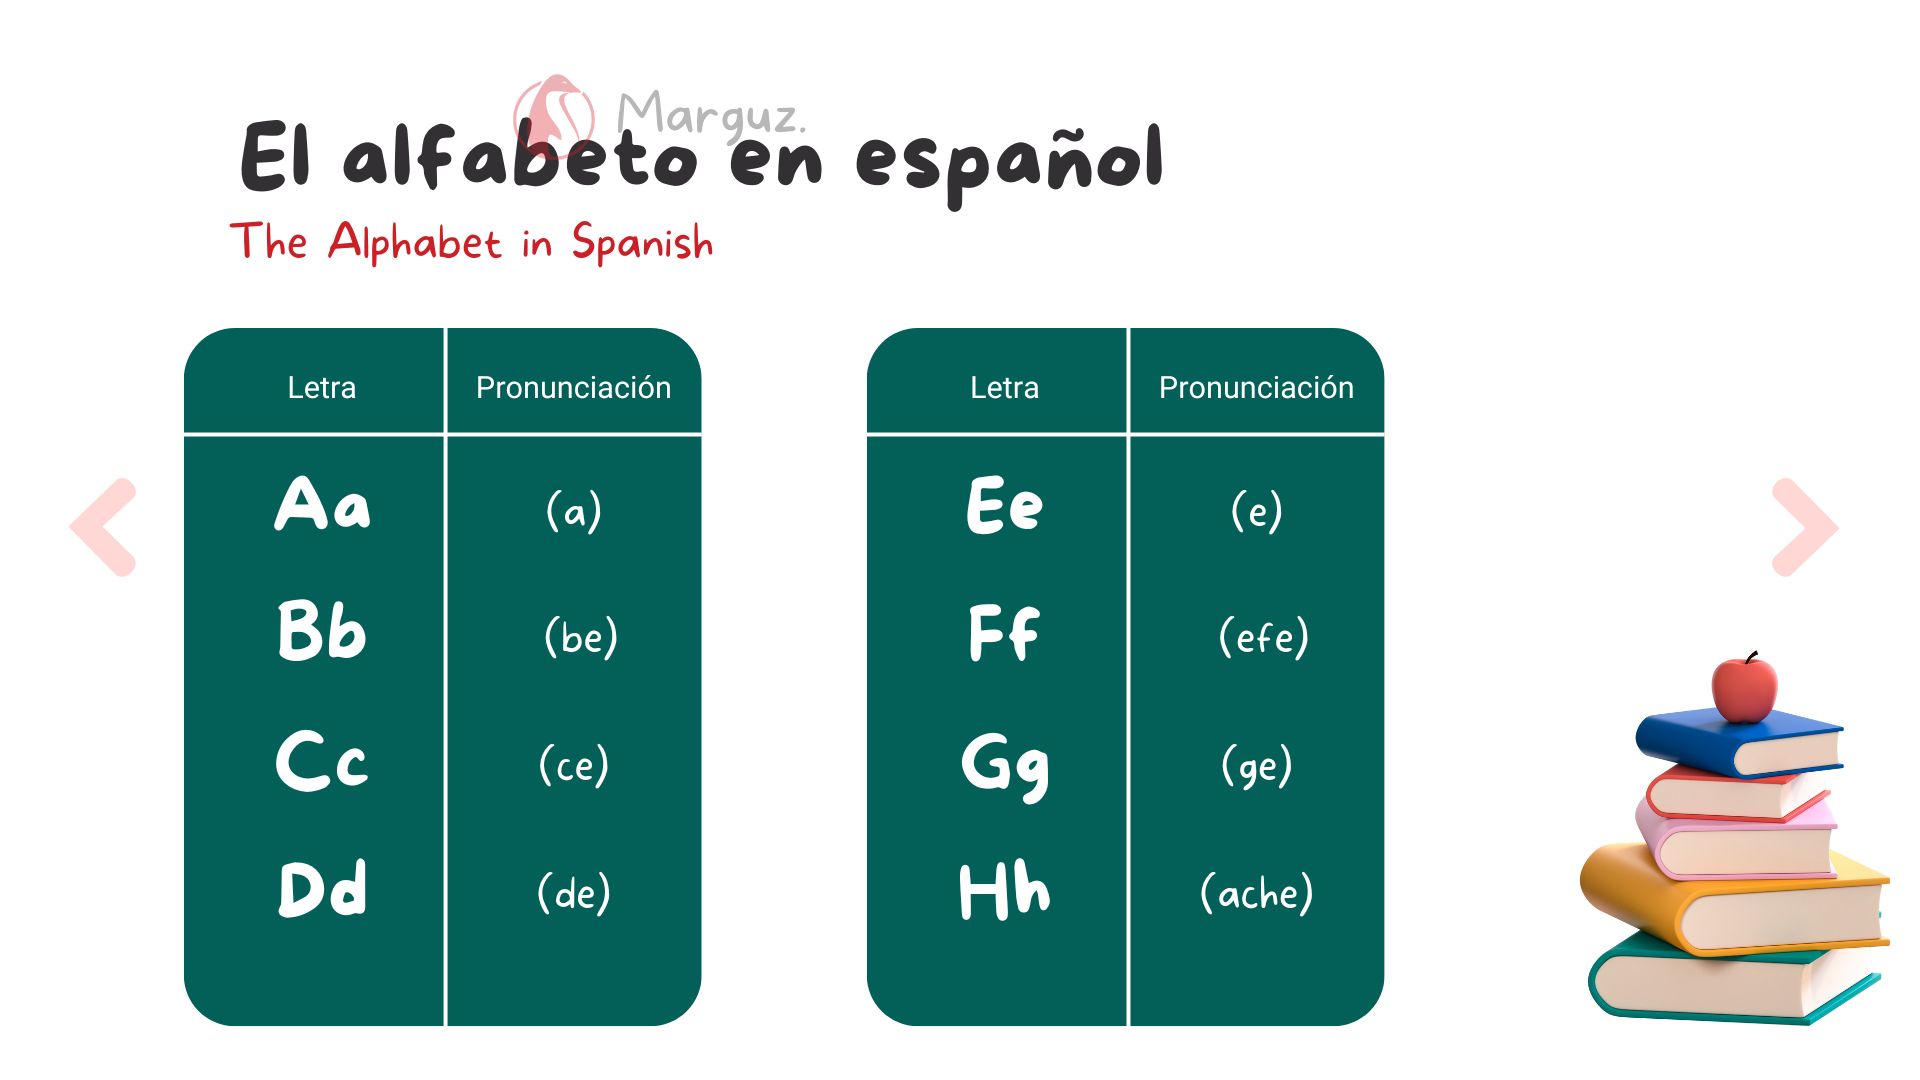 Marguz.
El alfabeto en español
The Alphabet in Spanish
Letra Pronunciación
Aa (a)
Bb (be)
Cc (ce)
Dd (de)
Letra Pronunciación
Ee (e)
Ff (efe)
Gg (ge)
Hh (ache)